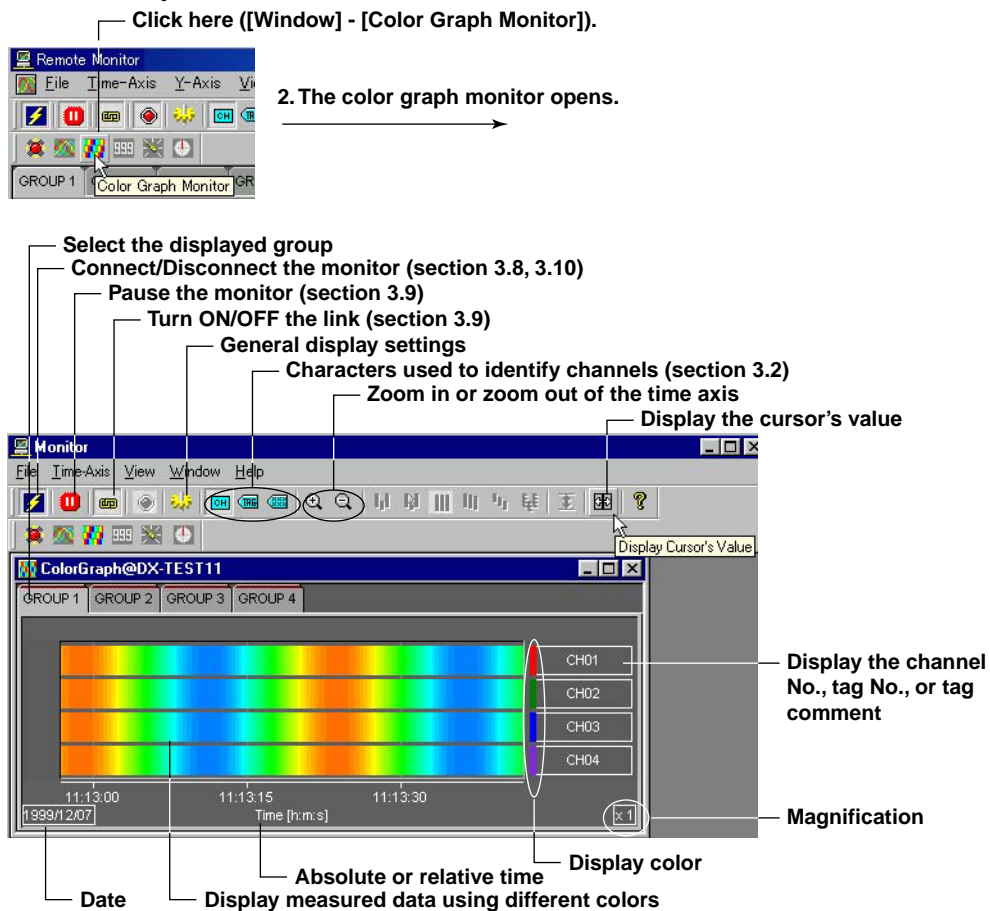 Click here ([Window] - [Color Graph Monitor]).
Remote Monitor
File Time-Axis Y-Axis
2. The color graph monitor opens.
CH
999
GROUP 1
Color Graph Monitor
GR
Select the displayed group
Connect/Disconnect the monitor (section 3.8, 3.10)
Pause the monitor (section 3.9)
Turn ON/OFF the link (section 3.9)
General display settings
Characters used to identify channels (section 3.2)
Zoom in or zoom out of the time axis
Display the cursor's value
Monitor
File Time-Axis View Window Help
CH TAG
999
Display Cursor's Value
ColorGraph@DX-TEST11
GROUP 1 GROUP 2 GROUP 3 GROUP 4
CH01
CH02
CH03
CH04
Display the channel
No., tag No., or tag
comment
11:13:00 11:13:15 11:13:30
1999/12/07 Time [h:m:s] x 1
Magnification
Display color
Absolute or relative time
Date Display measured data using different colors